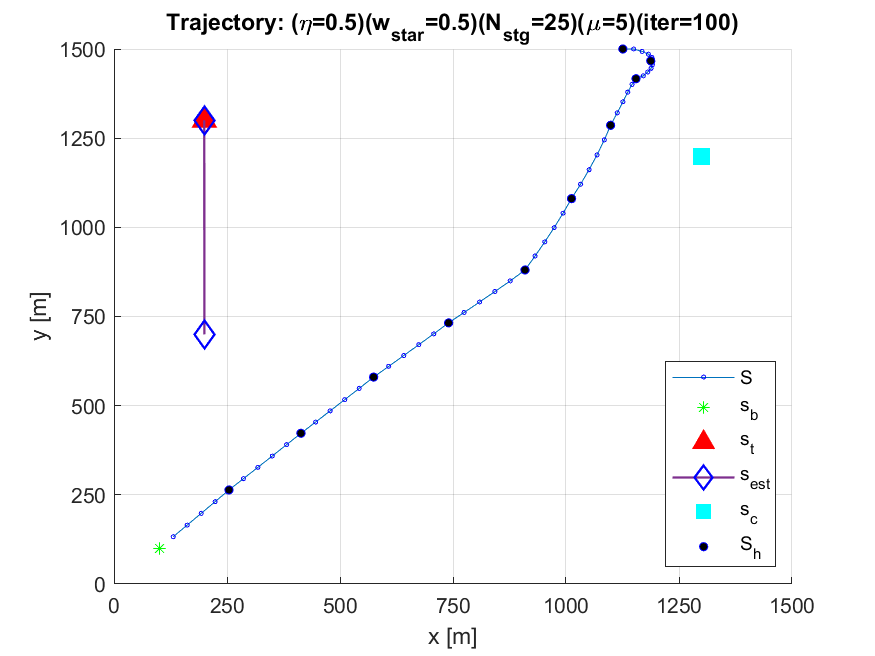 Trajectory: (η=0.5)(w_star=0.5)(N_stg=25)(μ=5)(iter=100)
1500
1250
1000
750
500
250
0
y [m]
0 250 500 750 1000 1250 1500
x [m]
S
s_b
s_t
s_est
s_c
S_h